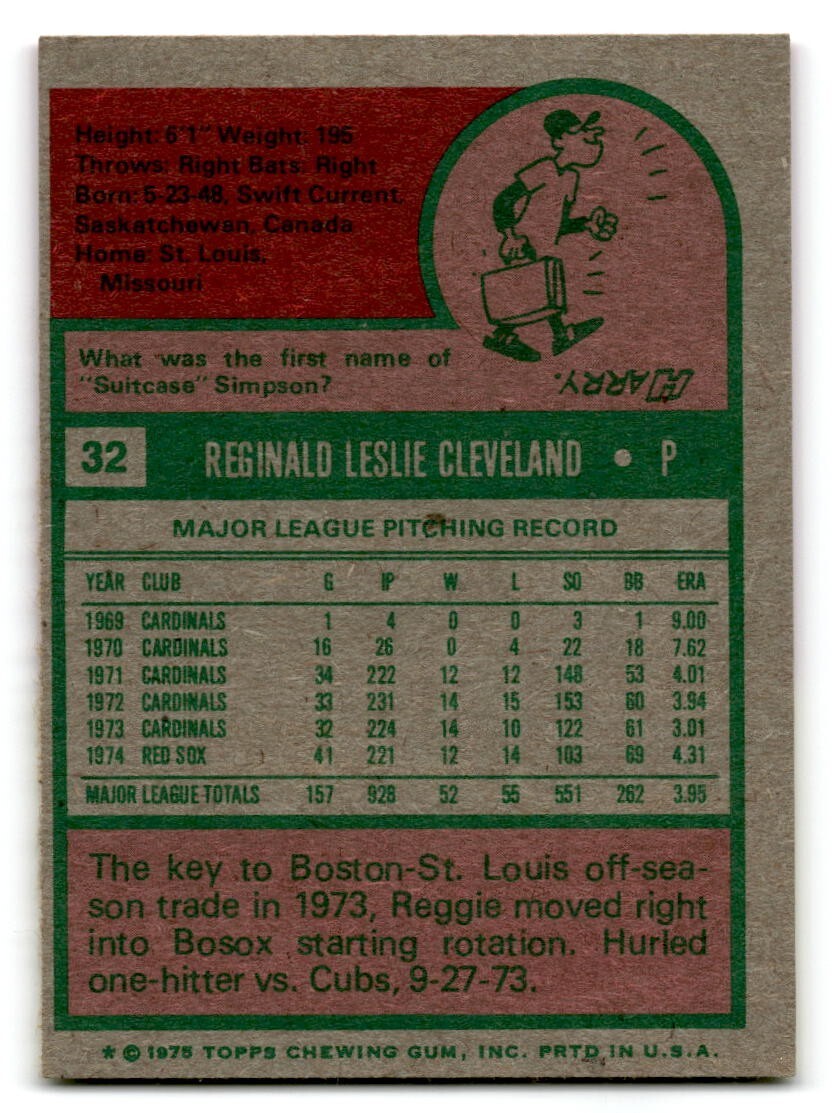 Height: 6'1" Weight: 195
Throws: Right Bats: Right
Born: 5-23-48, Swift Current,
Saskatchewan, Canada
Home: St. Louis,
Missouri
What was the first name of
"Suitcase" Simpson?
HARRY.
32 REGINALD LESLIE CLEVELAND • P
MAJOR LEAGUE PITCHING RECORD
YEAR CLUB G IP W L SO BB ERA
1969 CARDINALS 1 4 0 0 3 1 9.00
1970 CARDINALS 16 26 0 4 22 18 7.62
1971 CARDINALS 34 222 12 12 148 53 4.01
1972 CARDINALS 33 231 14 15 153 60 3.94
1973 CARDINALS 32 224 14 10 122 61 3.01
1974 RED SOX 41 221 12 14 103 69 4.31
MAJOR LEAGUE TOTALS 157 928 52 55 551 262 3.95
The key to Boston-St. Louis off-sea-
son trade in 1973, Reggie moved right
into Bosox starting rotation. Hurled
one-hitter vs. Cubs, 9-27-73.
* © 1975 TOPPS CHEWING GUM, INC. PRTD IN U.S.A.